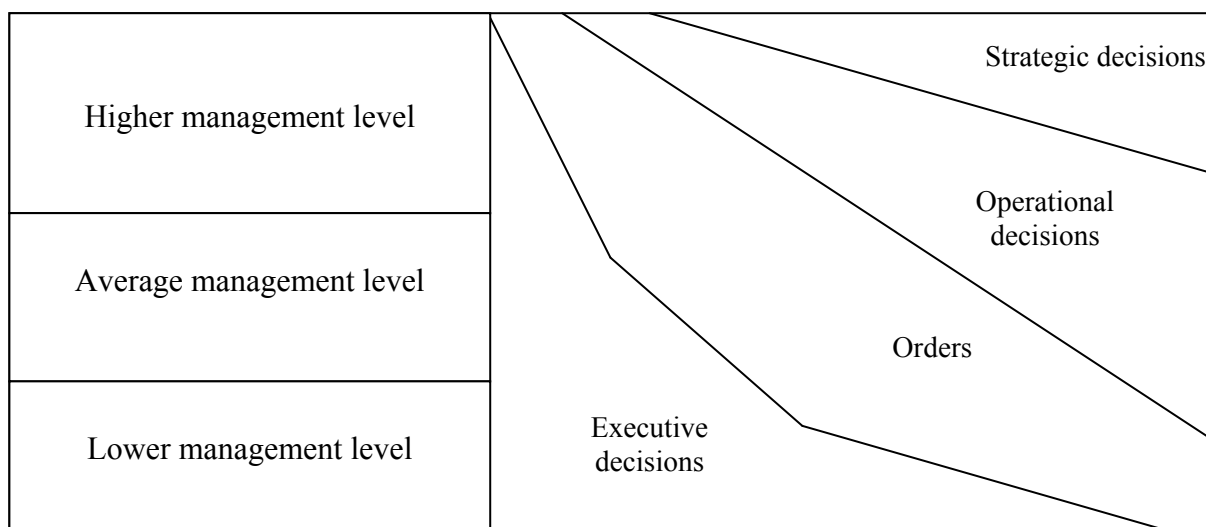 Higher management level
Average management level
Lower management level
Strategic decisions
Operational
decisions
Orders
Executive
decisions